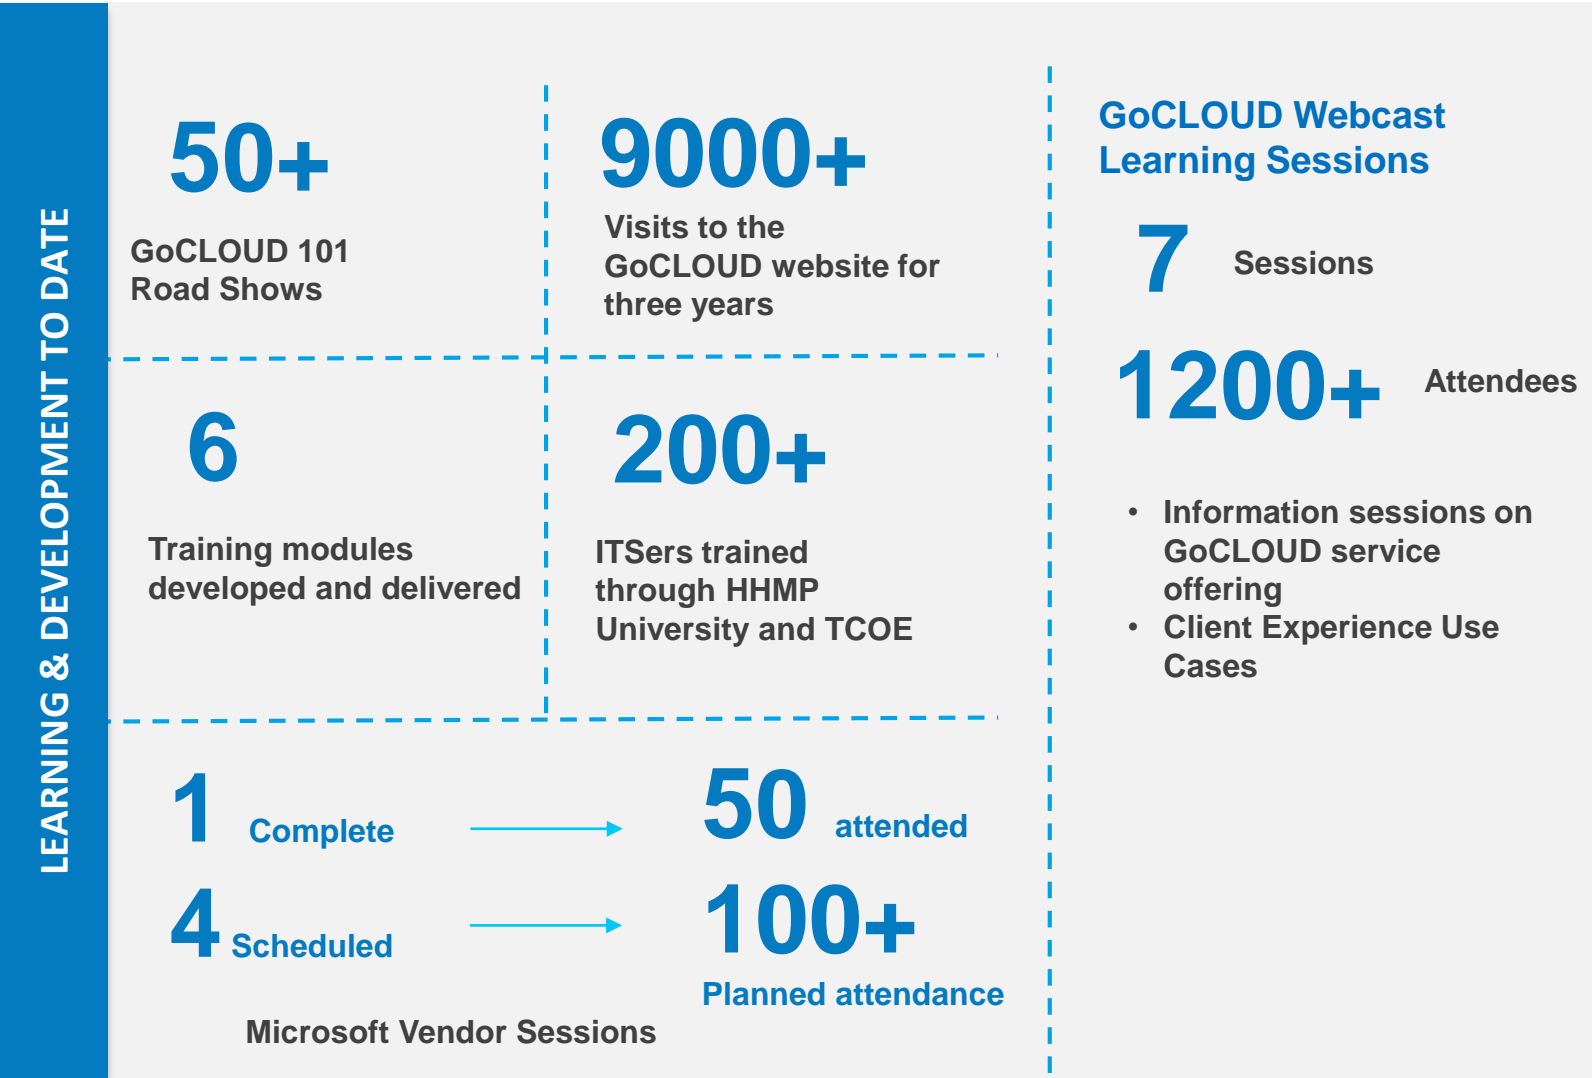 LEARNING & DEVELOPMENT TO DATE
50+
GoCLOUD 101
Road Shows
9000+
Visits to the
GoCLOUD website for
three years
6
Training modules
developed and delivered
200+
ITSers trained
through HHMP
University and TCOE
1 Complete
50 attended
4 Scheduled
100+
Planned attendance
Microsoft Vendor Sessions
GoCLOUD Webcast
Learning Sessions
7 Sessions
1200+ Attendees
• Information sessions on
GoCLOUD service
offering
• Client Experience Use
Cases